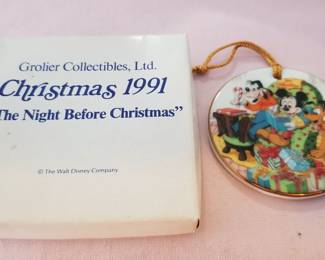 Grolier Collectibles, Ltd.
Christmas 1991
The Night Before Christmas"
© The Walt Disney Company